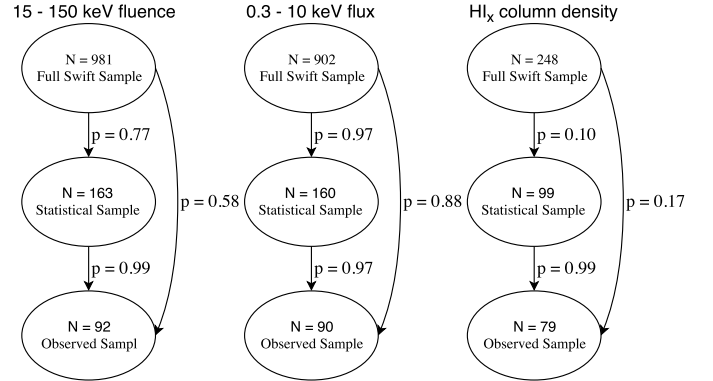 15 - 150 keV fluence
N = 981
Full Swift Sample
p = 0.77
N = 163
Statistical Sample
p = 0.58
p = 0.99
N = 92
Observed Sampl
0.3 - 10 keV flux
N = 902
Full Swift Sample
p = 0.97
N = 160
Statistical Sample
p = 0.88
p = 0.97
N = 90
Observed Sample
HIx column density
N = 248
Full Swift Sample
p = 0.10
N = 99
Statistical Sample
p = 0.17
p = 0.99
N = 79
Observed Sample